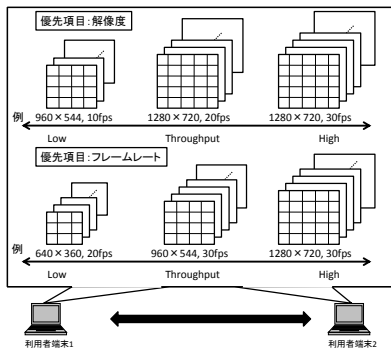 優先項目：解像度
960×544, 10fps 1280×720, 20fps 1280×720, 30fps
例
Low Throughput High
優先項目：フレームレート
640×360, 20fps 960×544, 30fps 1280×720, 30fps
例
Low Throughput High
利用者端末1 利用者端末2